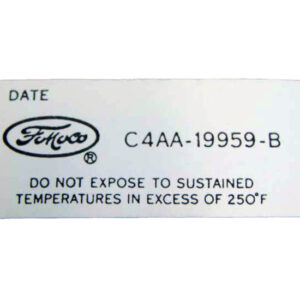 DATE
FoMoCo ®
C4AA-19959-B
DO NOT EXPOSE TO SUSTAINED
TEMPERATURES IN EXCESS OF 250°F